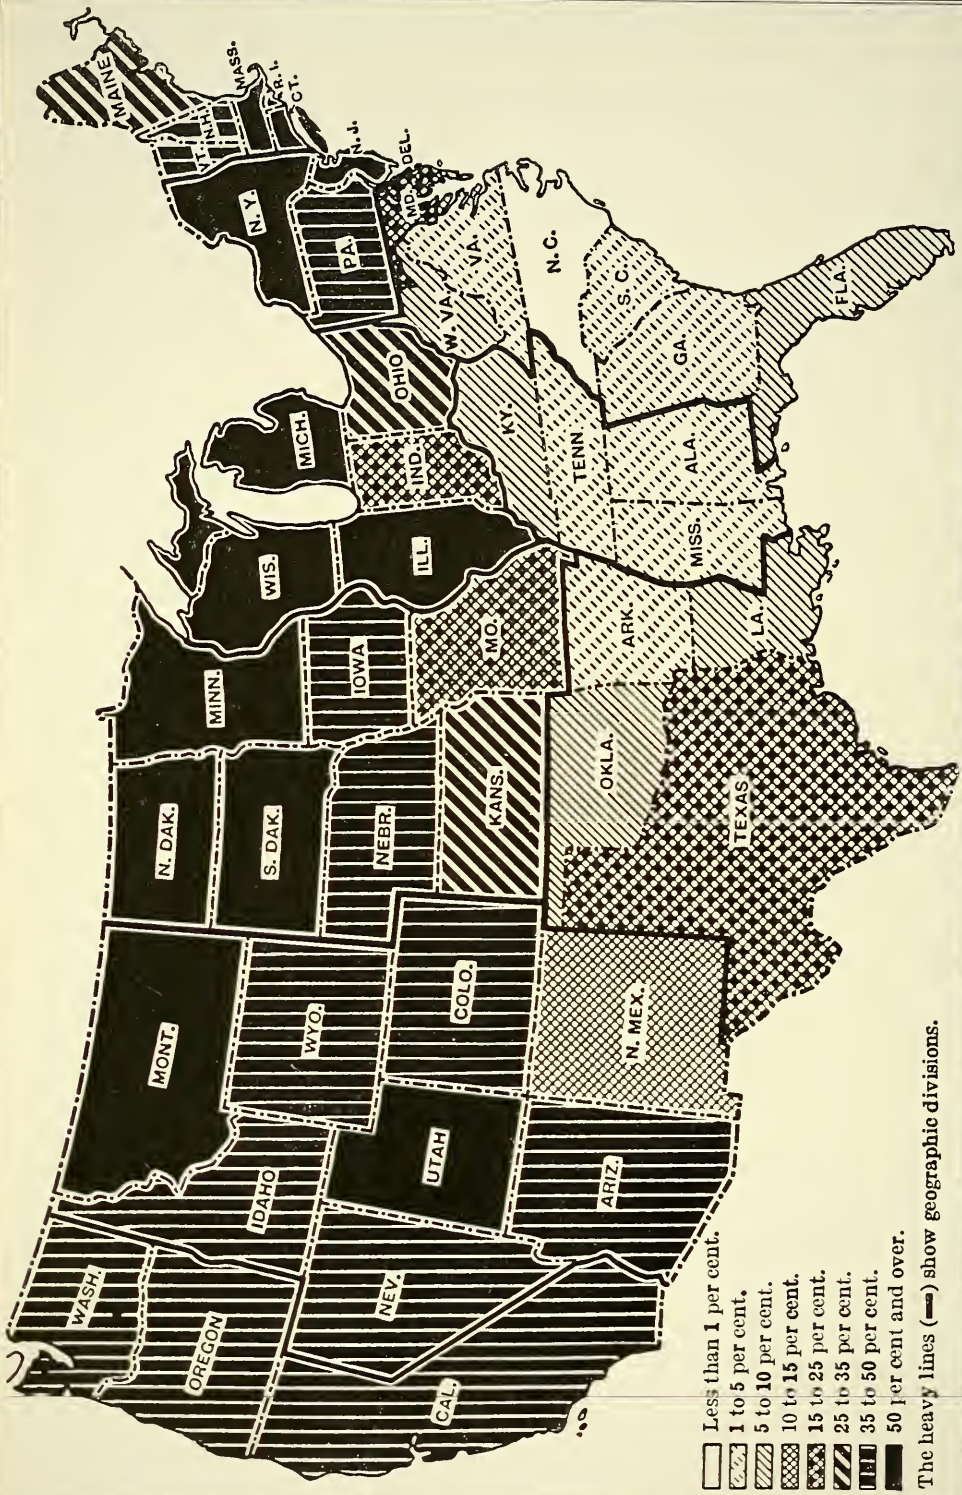 WASH.
OREGON
CAL.
NEV.
IDAHO
MONT.
WYO.
UTAH
COLO.
ARIZ.
N. MEX.
N. DAK.
S. DAK.
NEBR.
KANS.
OKLA.
TEXAS
MINN.
IOWA
MO.
ARK.
LA.
WIS.
ILL.
MICH.
IND.
OHIO
KY.
TENN
MISS.
ALA.
GA.
FLA.
S. C.
N. C.
VA.
W. VA.
MD.
DEL.
PA.
N. J.
N. Y.
CT.
R. I.
MASS.
VT.
N.H.
MAINE
Less than 1 per cent.
1 to 5 per cent.
5 to 10 per cent.
10 to 15 per cent.
15 to 25 per cent.
25 to 35 per cent.
35 to 50 per cent.
50 per cent and over.
The heavy lines (▬) show geographic divisions.